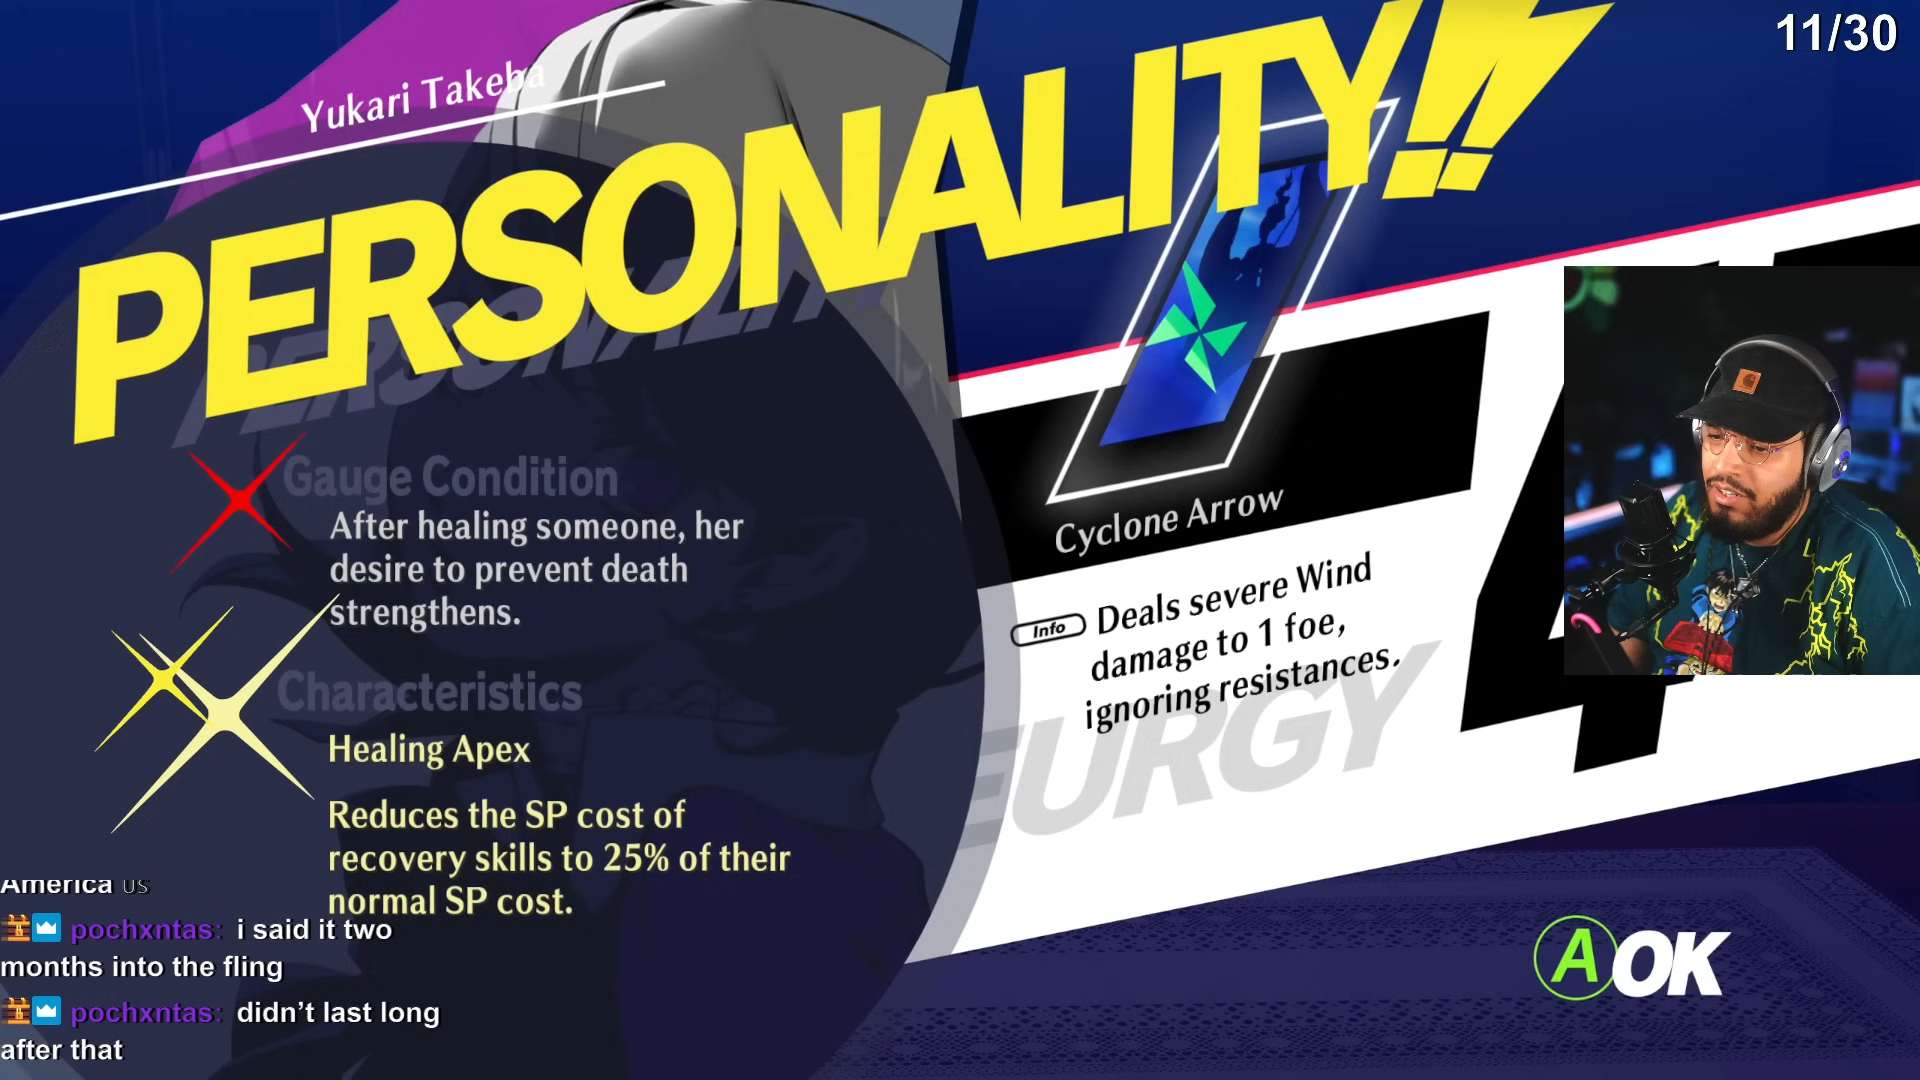 11/30
Yukari Takeba
PERSONALITY!!
PERSONALITY
Gauge Condition
After healing someone, her
desire to prevent death
strengthens.
Characteristics
Healing Apex
Reduces the SP cost of
recovery skills to 25% of their
normal SP cost.
Cyclone Arrow
Info Deals severe Wind
damage to 1 foe,
ignoring resistances.
EURGY
America us
pochxntas: i said it two
months into the fling
pochxntas: didn't last long
after that
A OK